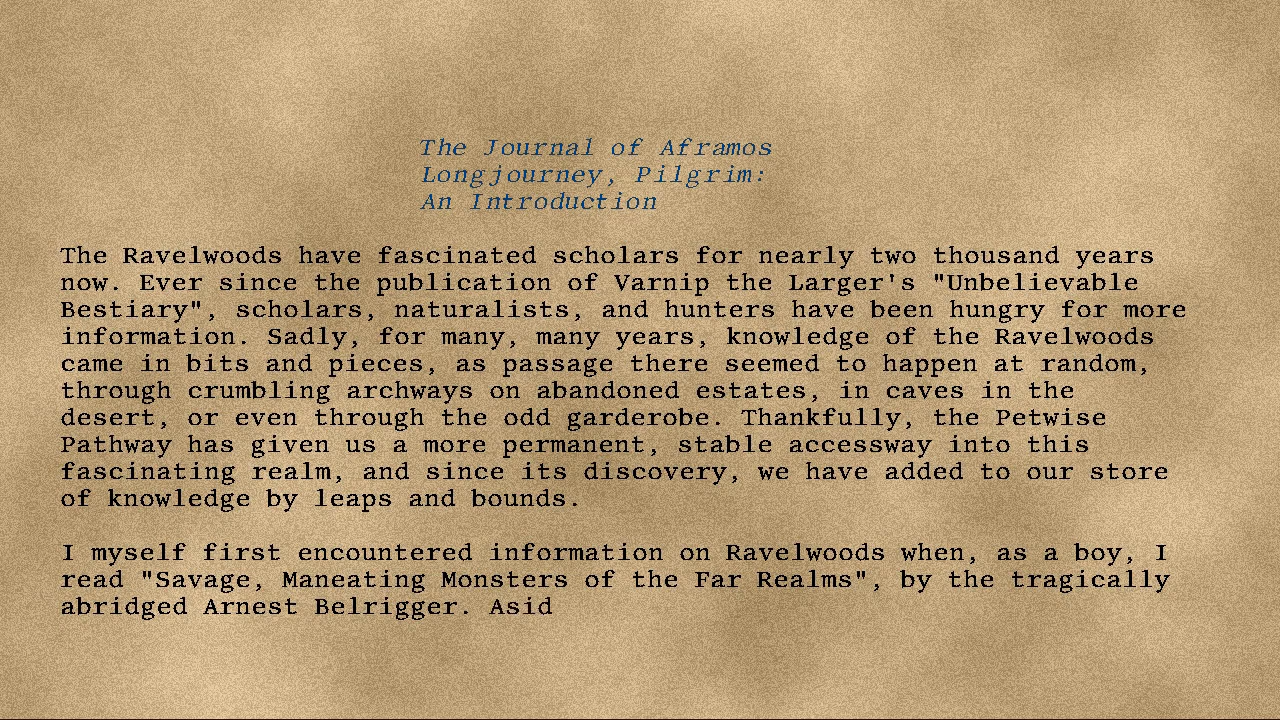 The Journal of Aframos
Longjourney, Pilgrim:
An Introduction
The Ravelwoods have fascinated scholars for nearly two thousand years
now. Ever since the publication of Varnip the Larger's "Unbelievable
Bestiary", scholars, naturalists, and hunters have been hungry for more
information. Sadly, for many, many years, knowledge of the Ravelwoods
came in bits and pieces, as passage there seemed to happen at random,
through crumbling archways on abandoned estates, in caves in the
desert, or even through the odd garderobe. Thankfully, the Petwise
Pathway has given us a more permanent, stable accessway into this
fascinating realm, and since its discovery, we have added to our store
of knowledge by leaps and bounds.
I myself first encountered information on Ravelwoods when, as a boy, I
read "Savage, Maneating Monsters of the Far Realms", by the tragically
abridged Arnest Belrigger. Asid